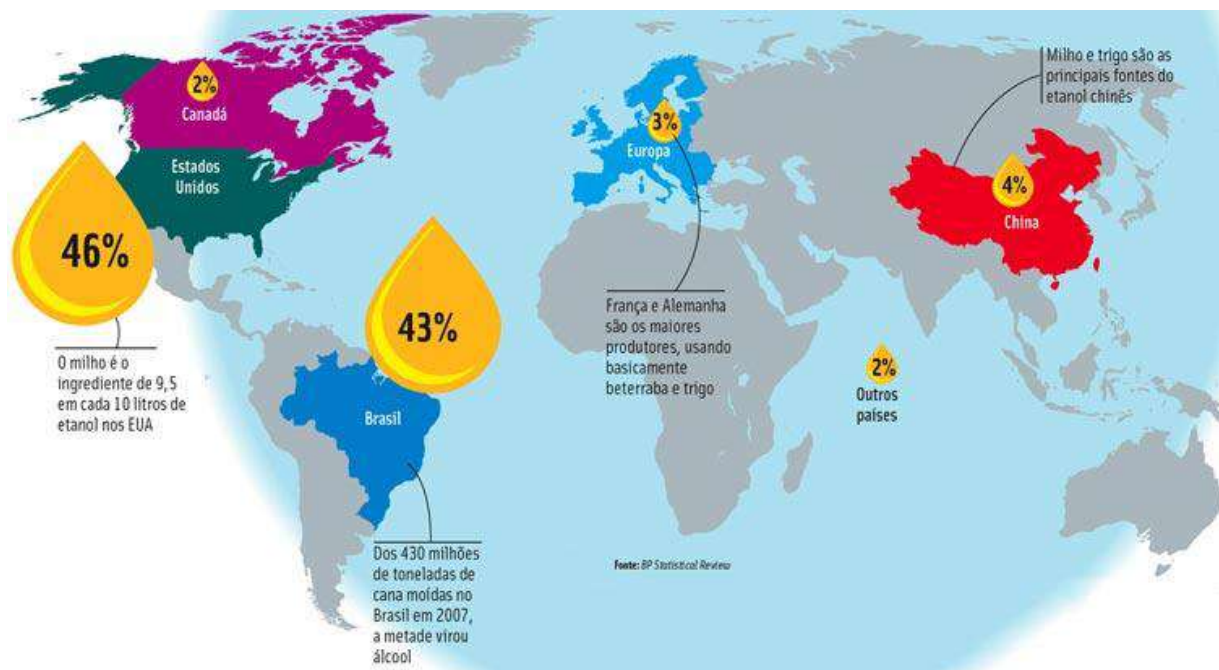 2%
Canadá
Estados
Unidos
46%
O milho é o
ingrediente de 9,5
em cada 10 litros de
etanol nos EUA
43%
Brasil
Dos 430 milhões
de toneladas de
cana moídas no
Brasil em 2007,
a metade virou
álcool
3%
Europa
França e Alemanha
são os maiores
produtores, usando
basicamente
beterraba e trigo
Milho e trigo são as
principais fontes do
etanol chinês
4%
China
2%
Outros
países
Fonte: BP Statistical Review